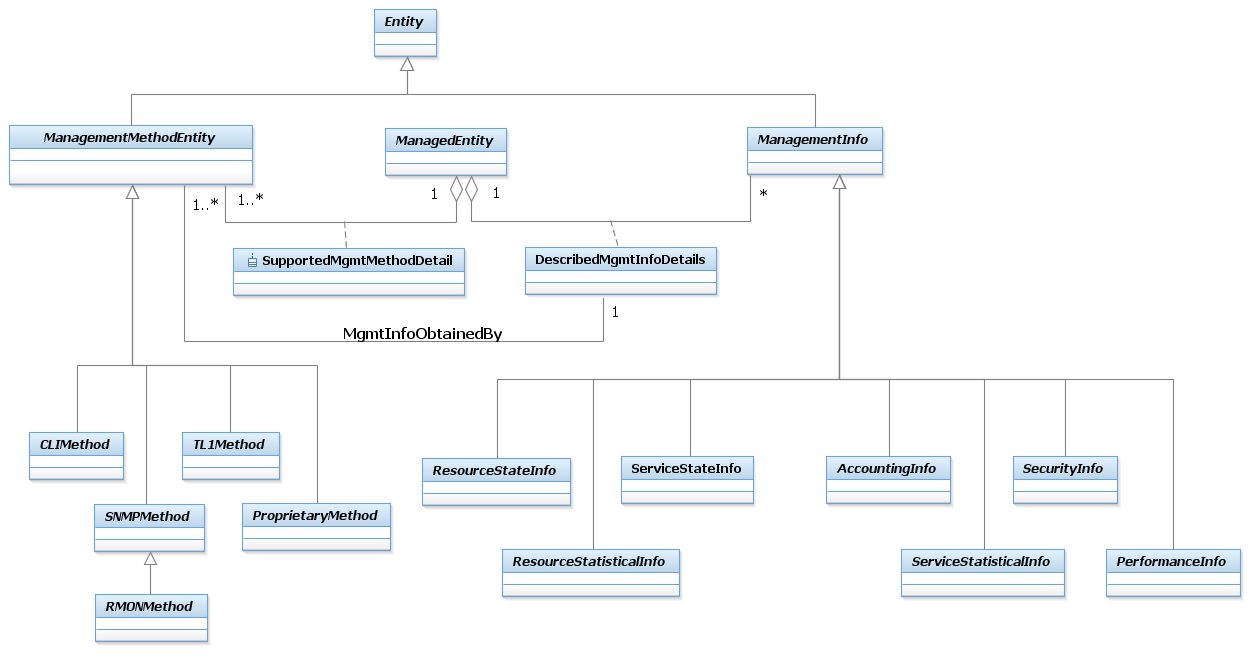 Entity
ManagementMethodEntity
ManagedEntity
ManagementInfo
1..*
1..*
1
1
*
SupportedMgmtMethodDetail
DescribedMgmtInfoDetails
1
MgmtInfoObtainedBy
CLIMethod
TL1Method
SNMPMethod
ProprietaryMethod
RMONMethod
ResourceStateInfo
ServiceStateInfo
AccountingInfo
SecurityInfo
ResourceStatisticalInfo
ServiceStatisticalInfo
PerformanceInfo